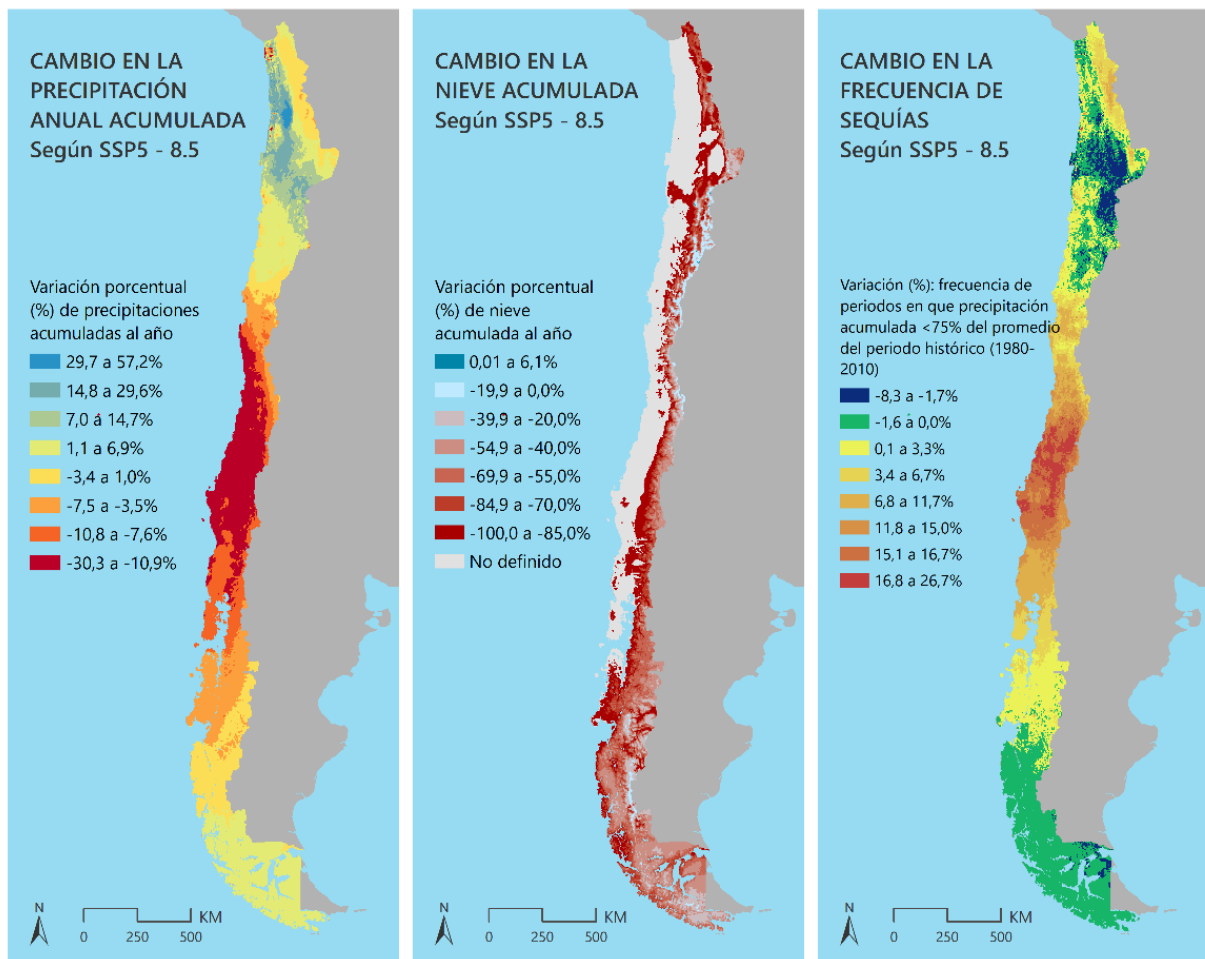 CAMBIO EN LA
PRECIPITACIÓN
ANUAL ACUMULADA
Según SSP5 - 8.5
Variación porcentual
(%) de precipitaciones
acumuladas al año
29,7 a 57,2%
14,8 a 29,6%
7,0 a 14,7%
1,1 a 6,9%
-3,4 a 1,0%
-7,5 a -3,5%
-10,8 a -7,6%
-30,3 a -10,9%
N
KM
0 250 500
CAMBIO EN LA
NIEVE ACUMULADA
Según SSP5 - 8.5
Variación porcentual
(%) de nieve
acumulada al año
0,01 a 6,1%
-19,9 a 0,0%
-39,9 a -20,0%
-54,9 a -40,0%
-69,9 a -55,0%
-84,9 a -70,0%
-100,0 a -85,0%
No definido
N
KM
0 250 500
CAMBIO EN LA
FRECUENCIA DE
SEQUÍAS
Según SSP5 - 8.5
Variación (%): frecuencia de
periodos en que precipitación
acumulada <75% del promedio
del periodo histórico (1980-
2010)
-8,3 a -1,7%
-1,6 a 0,0%
0,1 a 3,3%
3,4 a 6,7%
6,8 a 11,7%
11,8 a 15,0%
15,1 a 16,7%
16,8 a 26,7%
N
KM
0 250 500